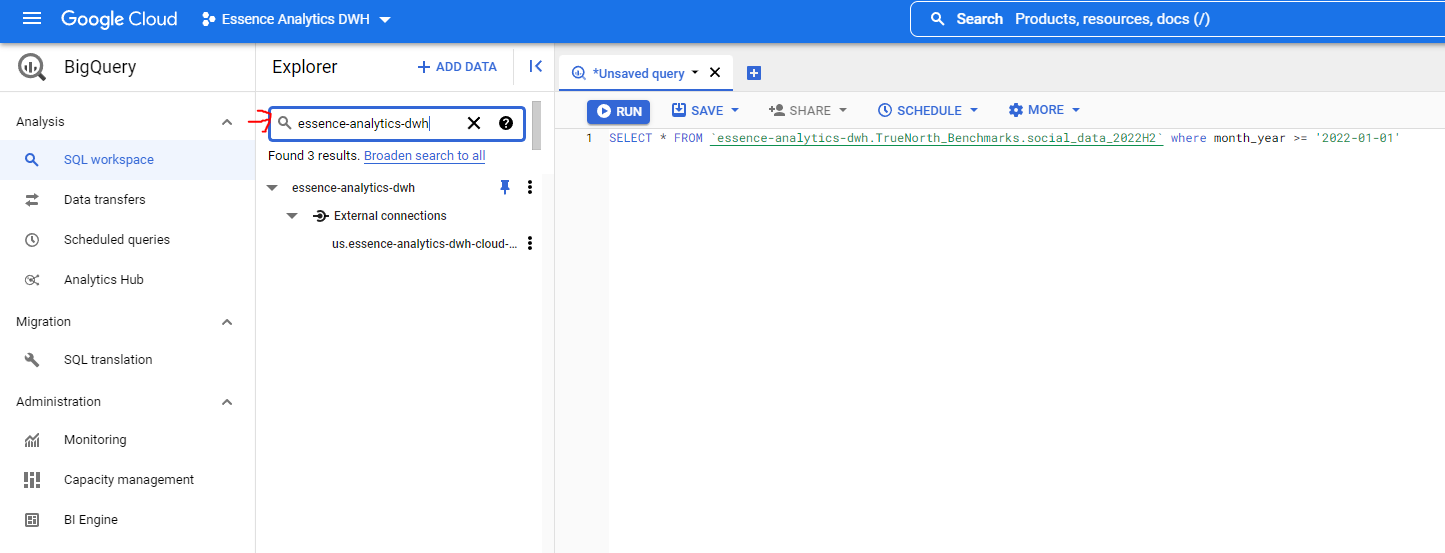 Google Cloud
Essence Analytics DWH
Search Products, resources, docs (/)
BigQuery
Analysis
SQL workspace
Data transfers
Scheduled queries
Analytics Hub
Migration
SQL translation
Administration
Monitoring
Capacity management
BI Engine
Explorer
ADD DATA
essence-analytics-dwh
Found 3 results. Broaden search to all
essence-analytics-dwh
External connections
us.essence-analytics-dwh-cloud-...
*Unsaved query
RUN
SAVE
SHARE
SCHEDULE
MORE
1 SELECT * FROM `essence-analytics-dwh.TrueNorth_Benchmarks.social_data_2022H2` where month_year >= '2022-01-01'